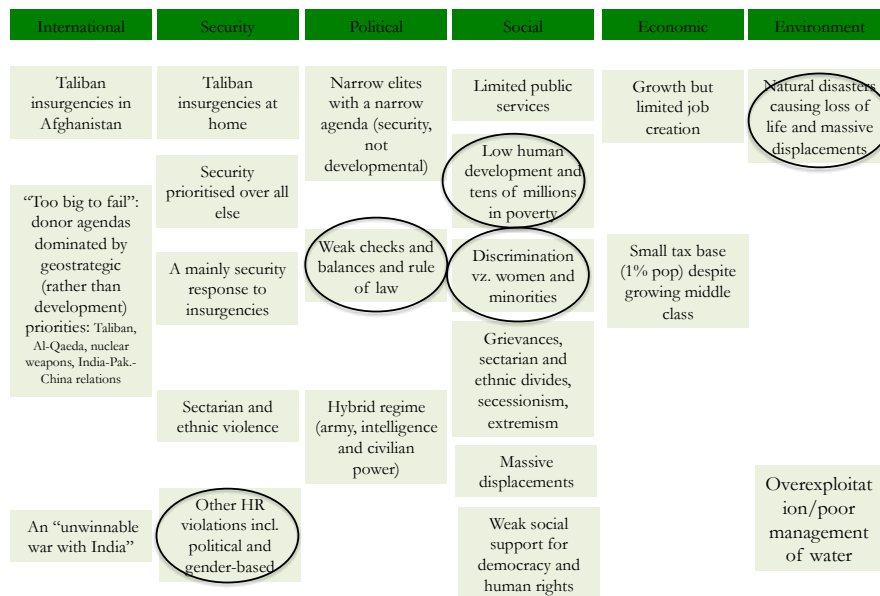 International
Security
Political
Social
Economic
Environment
Taliban
insurgencies in
Afghanistan
“Too big to fail”:
donor agendas
dominated by
geostrategic
(rather than
development)
priorities: Taliban,
Al-Qaeda, nuclear
weapons, India-Pak.-
China relations
An “unwinnable
war with India”
Taliban
insurgencies at
home
Security
prioritised over all
else
A mainly security
response to
insurgencies
Sectarian and
ethnic violence
Other HR
violations incl.
political and
gender-based
Narrow elites
with a narrow
agenda (security,
not
developmental)
Weak checks and
balances and rule
of law
Hybrid regime
(army, intelligence
and civilian
power)
Limited public
services
Low human
development and
tens of millions
in poverty
Discrimination
vz. women and
minorities
Grievances,
sectarian and
ethnic divides,
secessionism,
extremism
Massive
displacements
Weak social
support for
democracy and
human rights
Growth but
limited job
creation
Small tax base
(1% pop) despite
growing middle
class
Natural disasters
causing loss of
life and massive
displacements
Overexploitat
ion/poor
management
of water